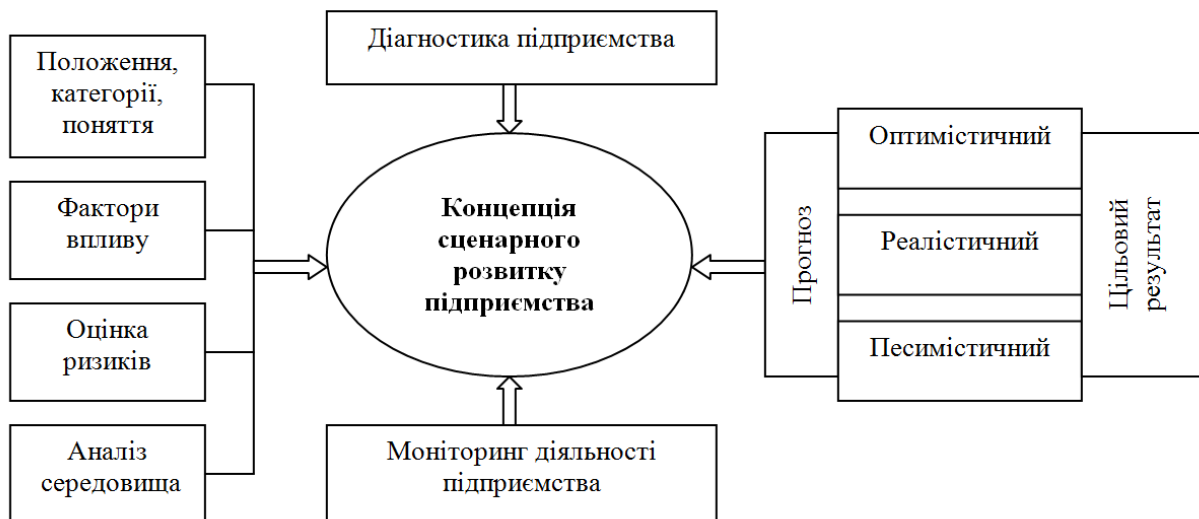 Положення,
категорії,
поняття
Фактори
впливу
Оцінка
ризиків
Аналіз
середовища
Діагностика підприємства
Концепція
сценарного
розвитку
підприємства
Моніторинг діяльності
підприємства
Прогноз
Оптимістичний
Реалістичний
Песимістичний
Цільовий
результат